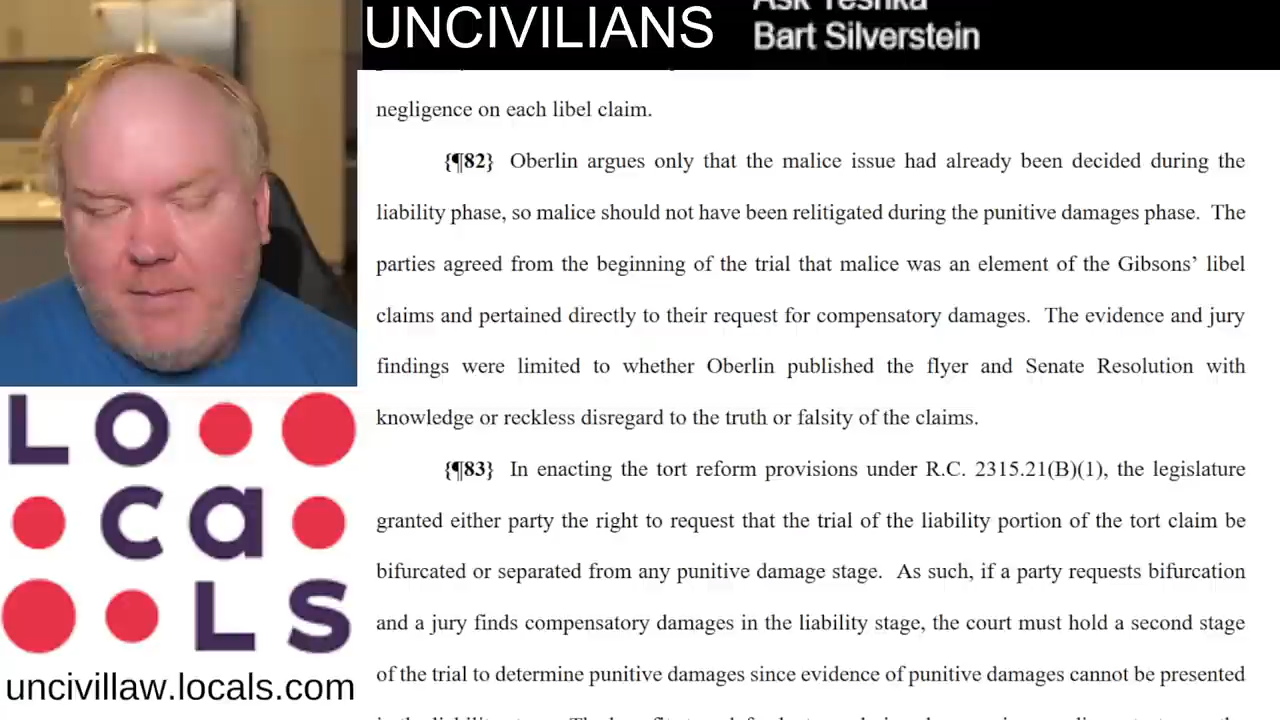 UNCIVILIANS
Ask Teshka
Bart Silverstein
negligence on each libel claim.
{¶82} Oberlin argues only that the malice issue had already been decided during the
liability phase, so malice should not have been relitigated during the punitive damages phase. The
parties agreed from the beginning of the trial that malice was an element of the Gibsons’ libel
claims and pertained directly to their request for compensatory damages. The evidence and jury
findings were limited to whether Oberlin published the flyer and Senate Resolution with
knowledge or reckless disregard to the truth or falsity of the claims.
{¶83} In enacting the tort reform provisions under R.C. 2315.21(B)(1), the legislature
granted either party the right to request that the trial of the liability portion of the tort claim be
bifurcated or separated from any punitive damage stage. As such, if a party requests bifurcation
and a jury finds compensatory damages in the liability stage, the court must hold a second stage
of the trial to determine punitive damages since evidence of punitive damages cannot be presented
LO
ca
LS
uncivillaw.locals.com